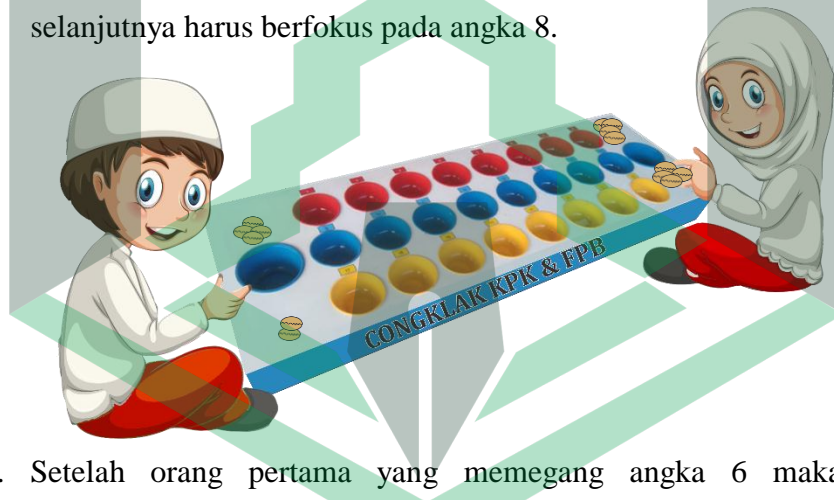 selanjutnya harus berfokus pada angka 8.
CONGKLAK KPK & FPB
. Setelah orang pertama yang memegang angka 6 maka